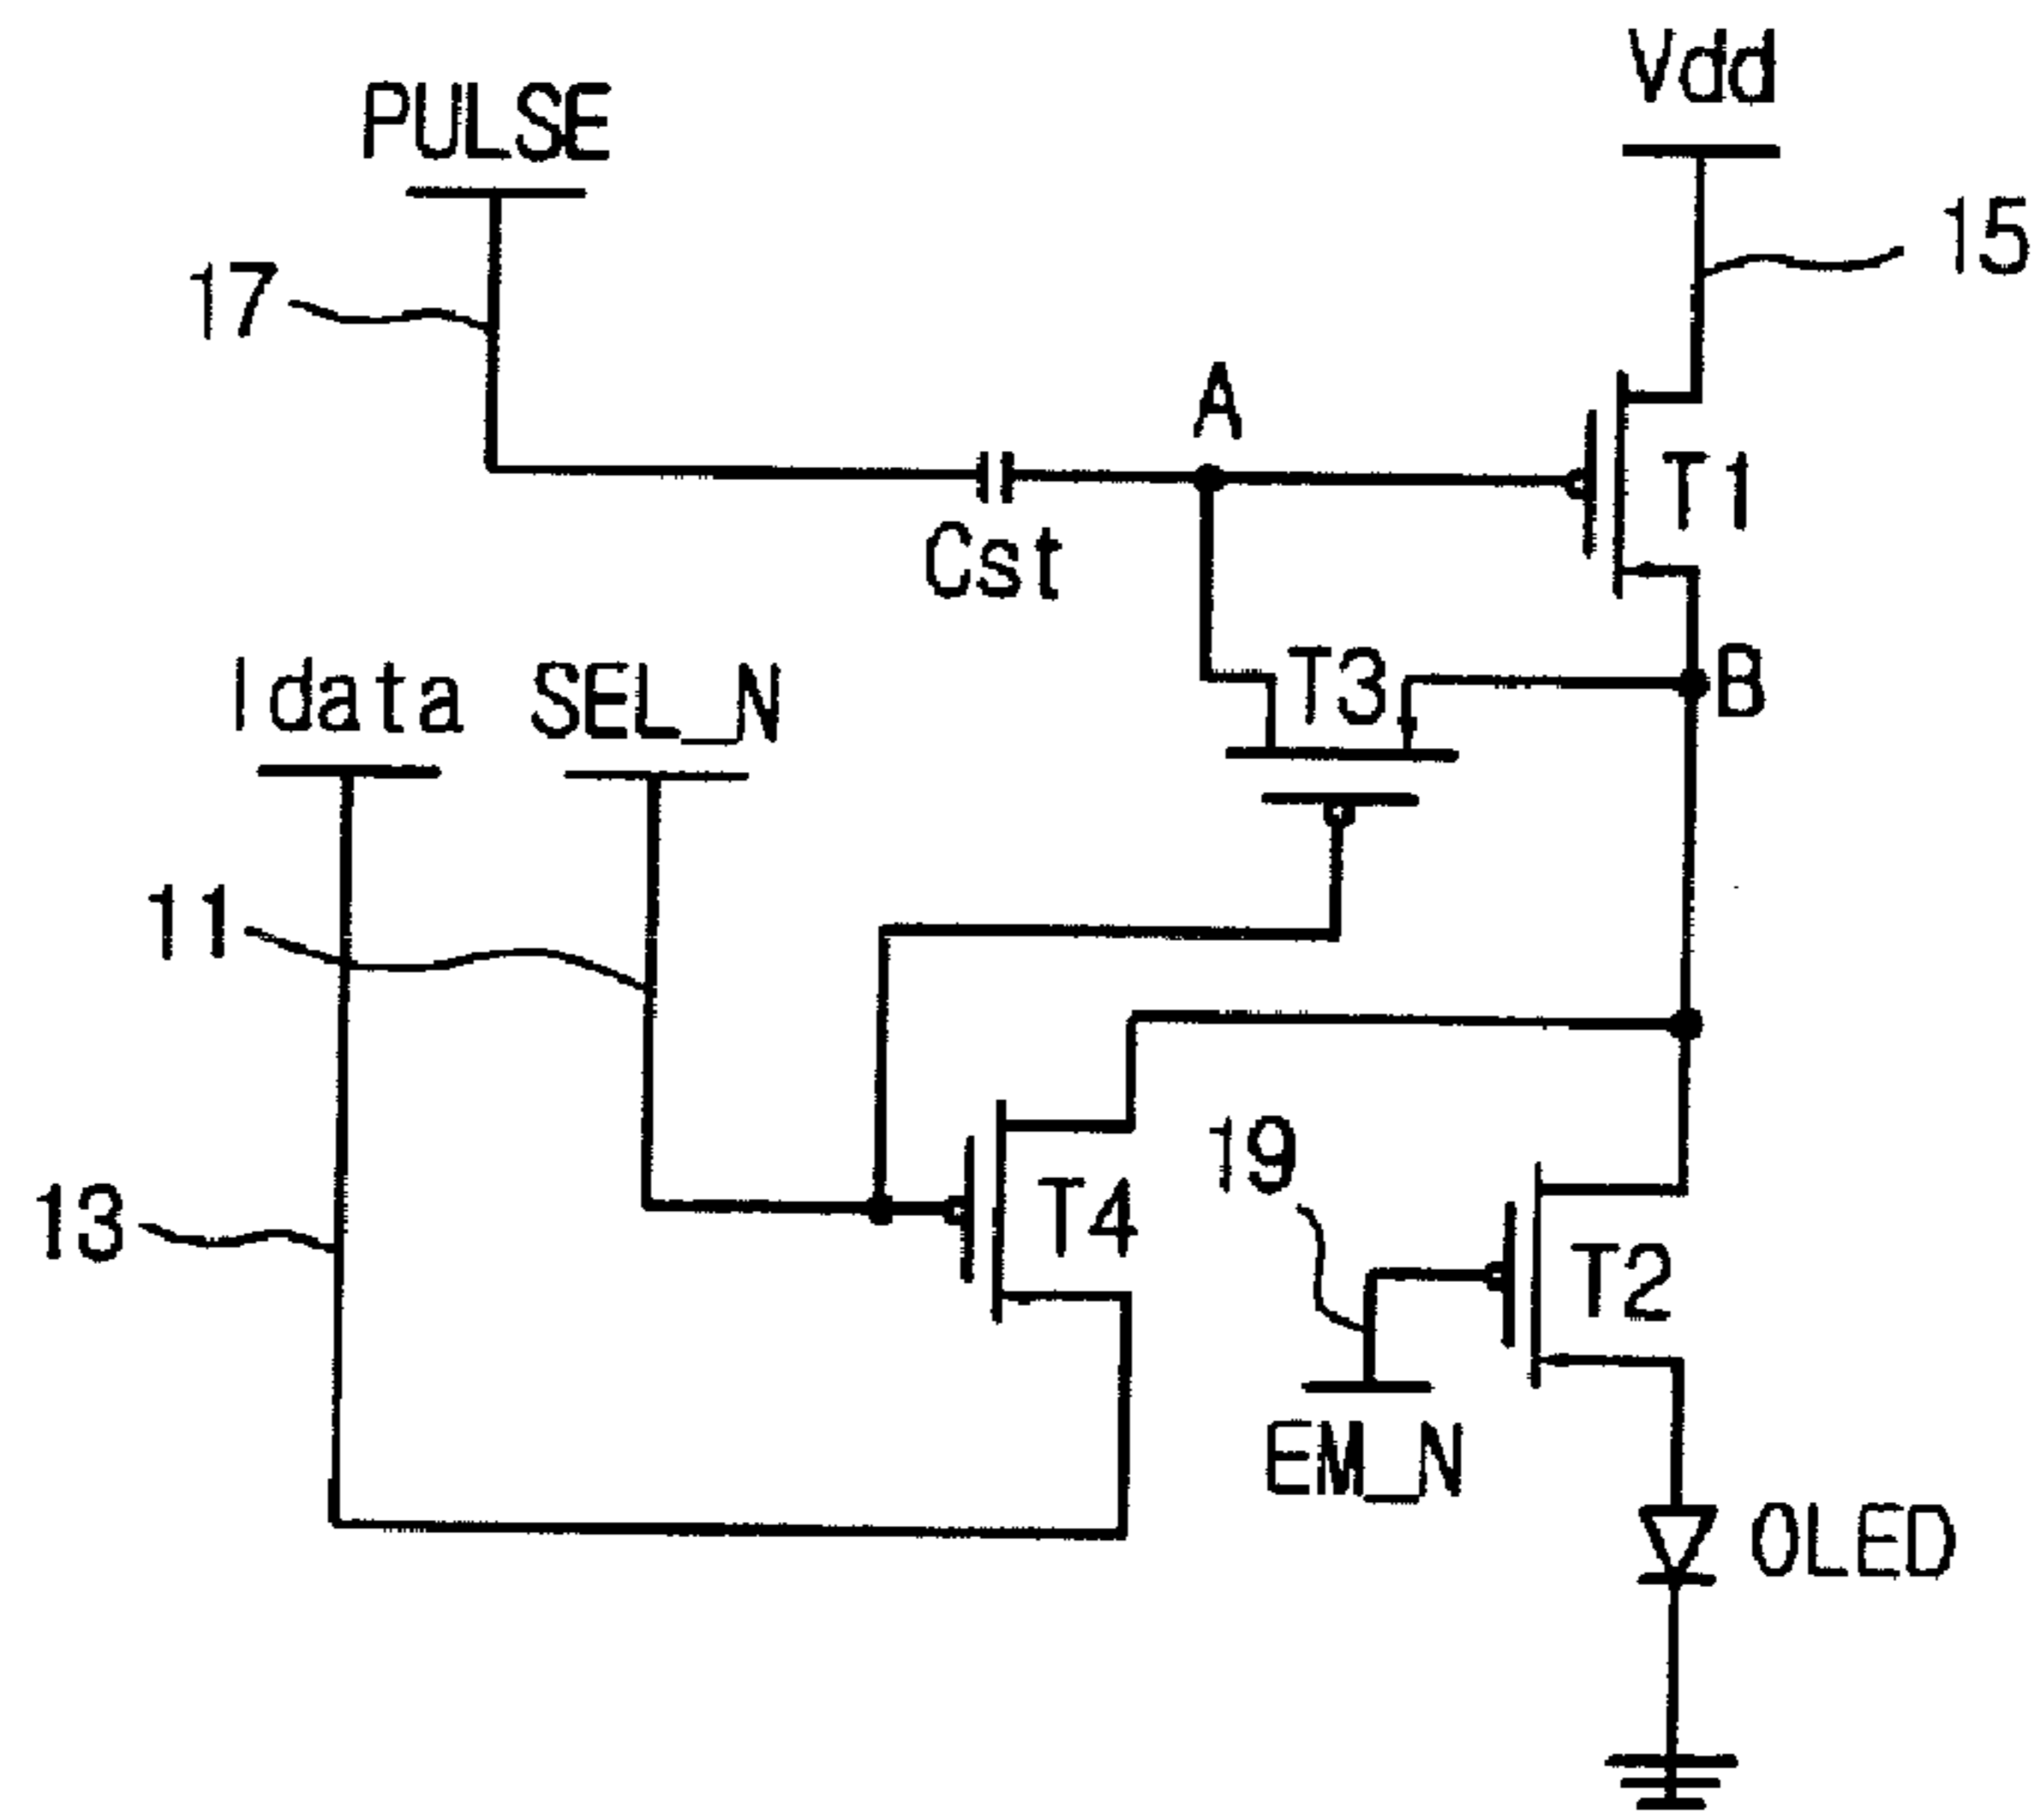 Vdd
PULSE
15
17
A
T1
Cst
T3
B
Idata
SEL_N
11
19
13
T4
T2
EM_N
OLED